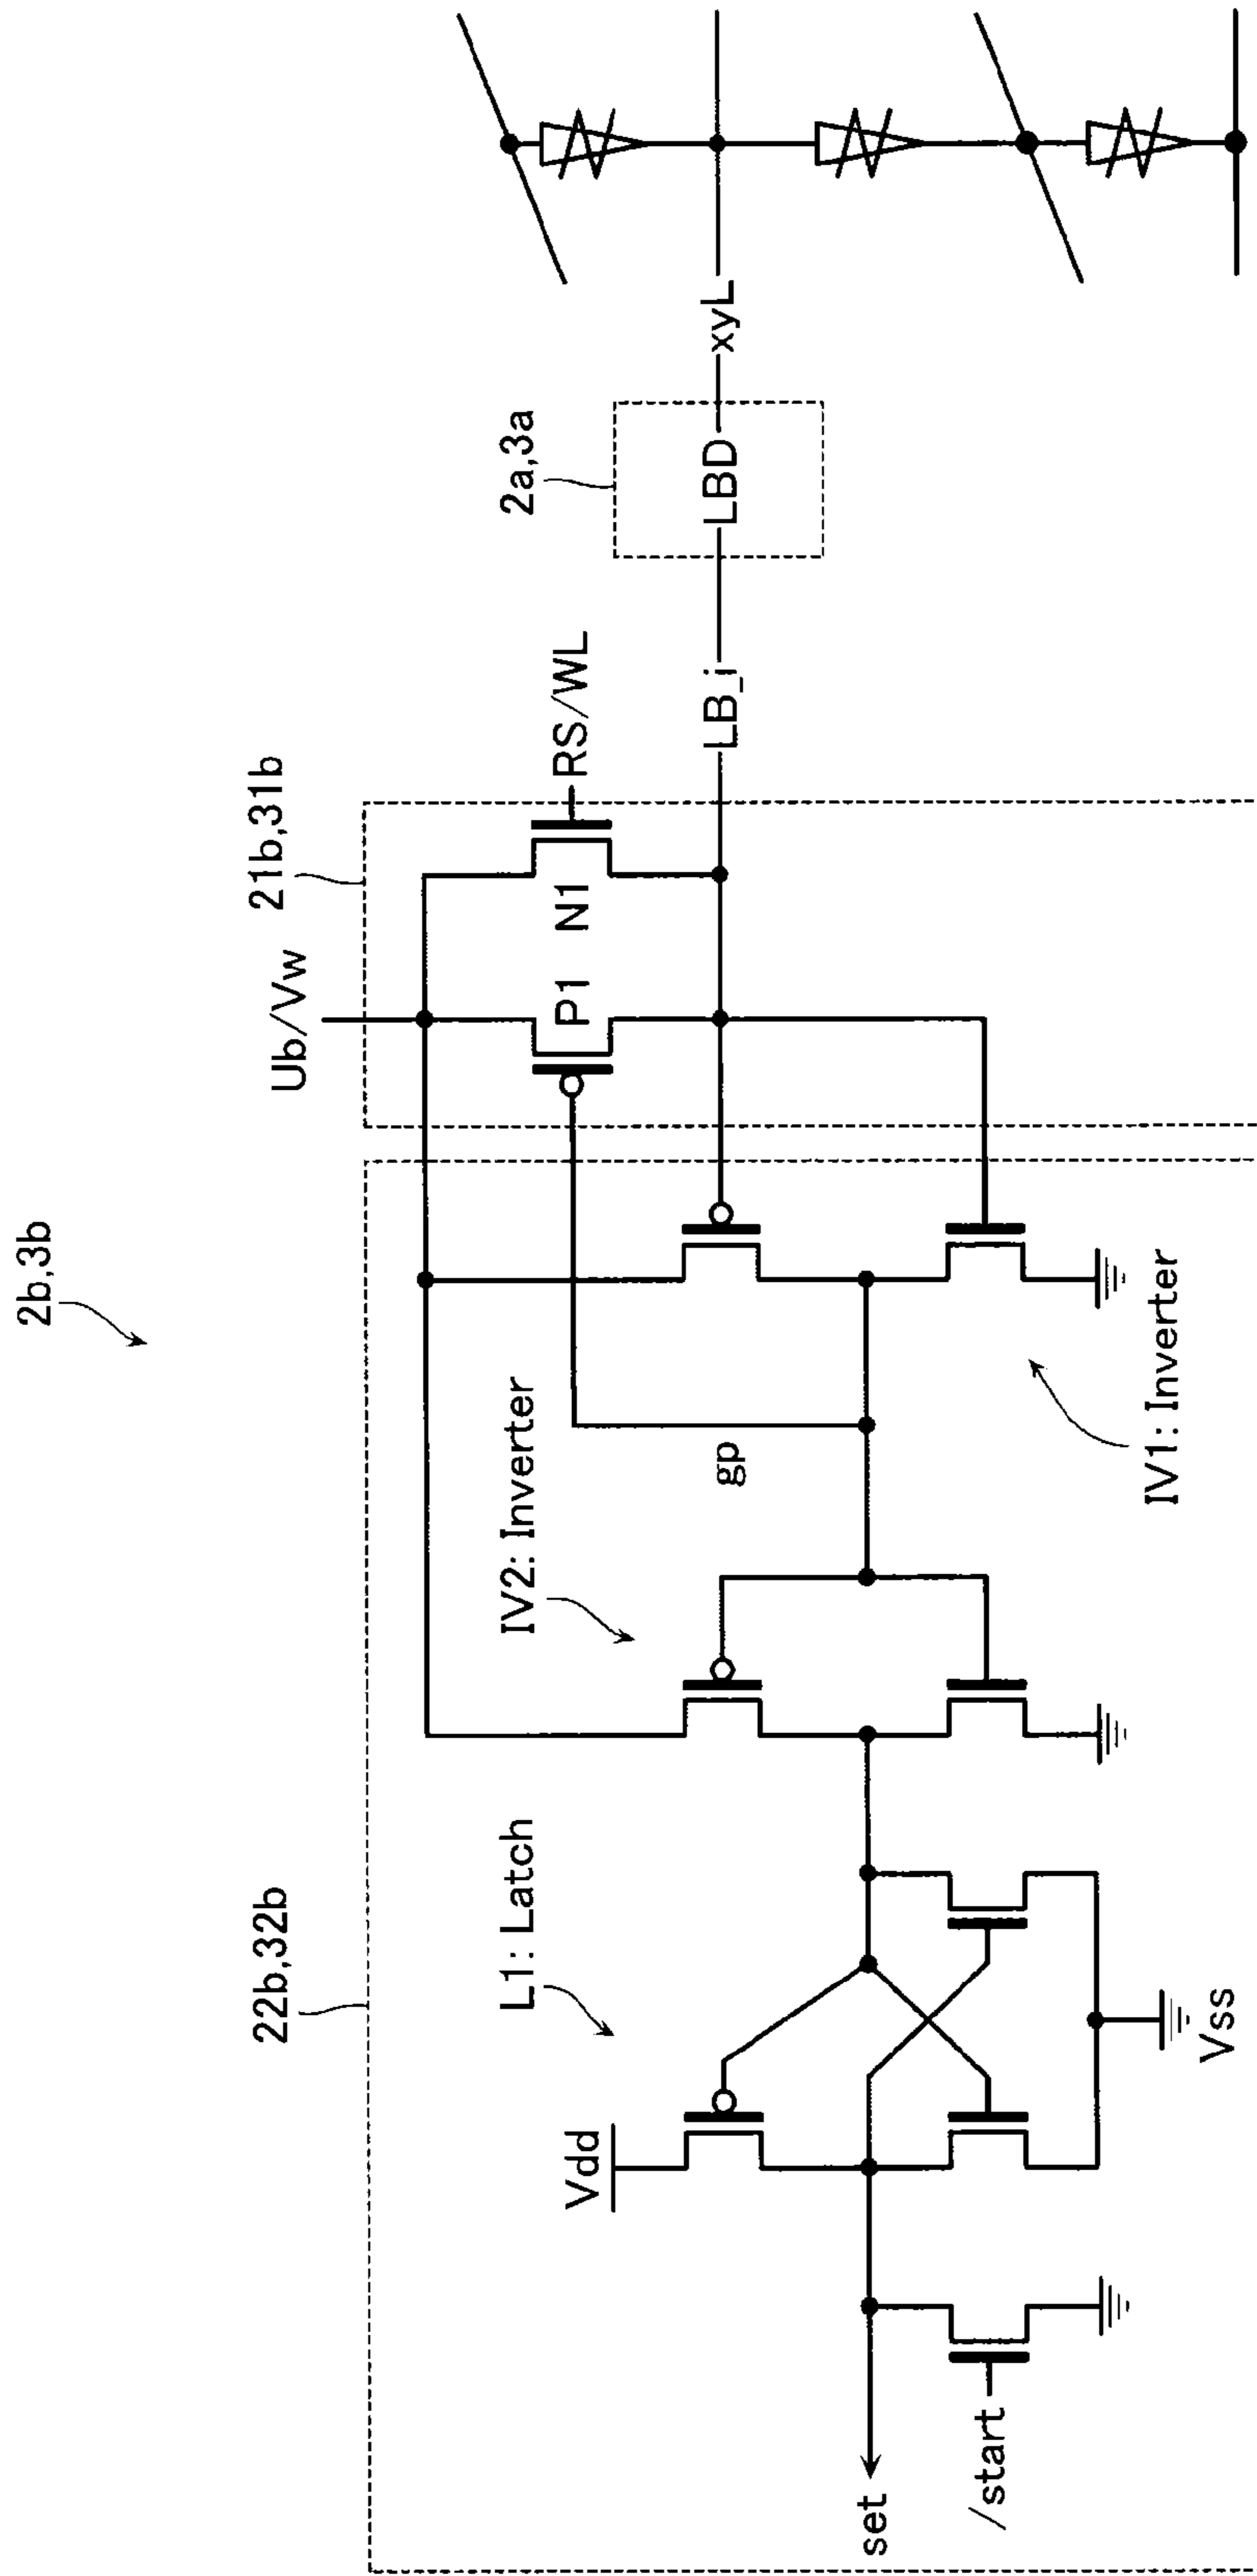 2b,3b
22b,32b
21b,31b
Ub/Vw
2a,3a
RS/WL
P1
N1
L1: Latch
IV2: Inverter
Vdd
gp
LB_i
LBD
xyL
set
/start
Vss
IV1: Inverter